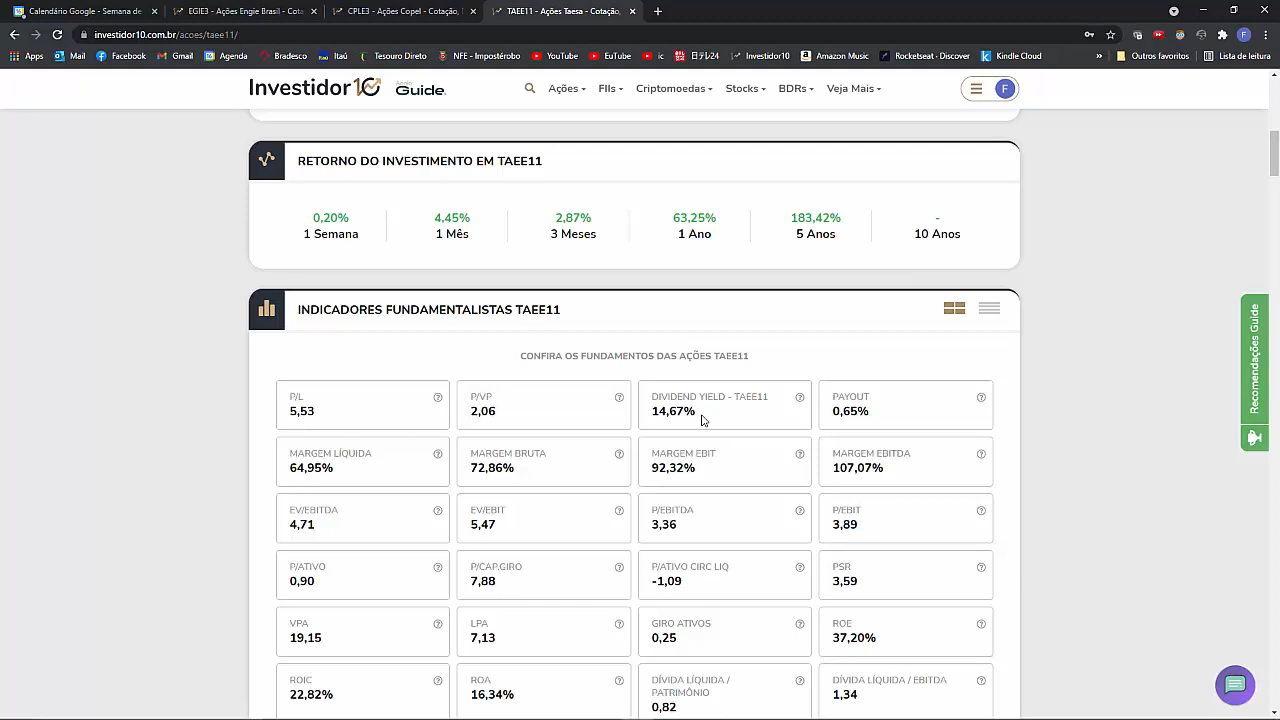 Calendário Google - Semana de
EGIE3 - Ações Engie Brasil - Cota
CPLE3 - Ações Copel - Cotação, I
TAEE11 - Ações Taesa - Cotação,
investidor10.com.br/acoes/taee11/
F
Apps
Mail
Facebook
Gmail
Agenda
Bradesco
Itaú
Tesouro Direto
NFE - Impostórobo
YouTube
EuTube
ic
Investidor10
Amazon Music
Rocketseat - Discover
Kindle Cloud
»
Outros favoritos
Lista de leitura
Investidor 10
Guide.
Ações
FIIs
Criptomoedas
Stocks
BDRs
Veja Mais
F
RETORNO DO INVESTIMENTO EM TAEE11
0,20% 4,45% 2,87% 63,25% 183,42% -
1 Semana 1 Mês 3 Meses 1 Ano 5 Anos 10 Anos
INDICADORES FUNDAMENTALISTAS TAEE11
CONFIRA OS FUNDAMENTOS DAS AÇÕES TAEE11
P/L P/VP DIVIDEND YIELD - TAEE11 PAYOUT
5,53 2,06 14,67% 0,65%
MARGEM LÍQUIDA MARGEM BRUTA MARGEM EBIT MARGEM EBITDA
64,95% 72,86% 92,32% 107,07%
EV/EBITDA EV/EBIT P/EBITDA P/EBIT
4,71 5,47 3,36 3,89
P/ATIVO P/CAP.GIRO P/ATIVO CIRC LIQ PSR
0,90 7,88 -1,09 3,59
VPA LPA GIRO ATIVOS ROE
19,15 7,13 0,25 37,20%
ROIC ROA DÍVIDA LÍQUIDA / PATRIMÔNIO DÍVIDA LÍQUIDA / EBITDA
22,82% 16,34% 0,82 1,34
Recomendações Guide